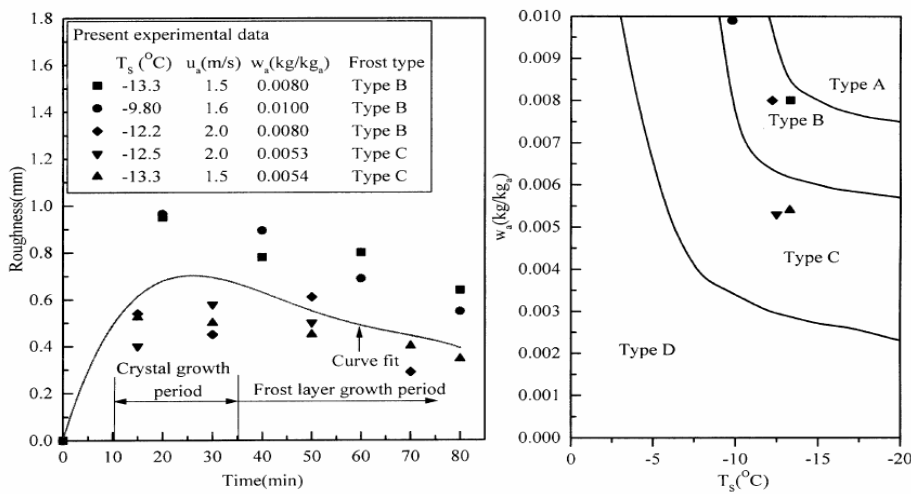 Present experimental data
T_S (°C) u_a(m/s) w_a(kg/kg_a) Frost type
-13.3 1.5 0.0080 Type B
-9.80 1.6 0.0100 Type B
-12.2 2.0 0.0080 Type B
-12.5 2.0 0.0053 Type C
-13.3 1.5 0.0054 Type C
1.8
1.6
1.4
1.2
1.0
0.8
0.6
0.4
0.2
0.0
Roughness(mm)
Crystal growth
period
Frost layer growth period
Curve fit
0 10 20 30 40 50 60 70 80
Time(min)
0.010
0.009
0.008
0.007
0.006
0.005
0.004
0.003
0.002
0.001
0.000
w_a(kg/kg_a)
Type A
Type B
Type C
Type D
0 -5 -10 -15 -20
T_S(°C)